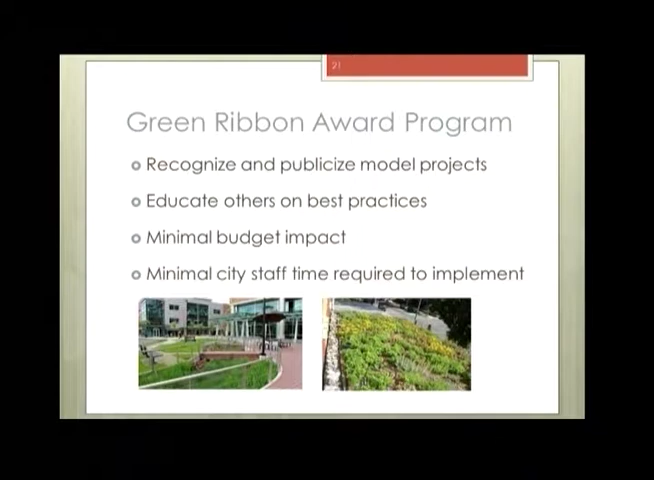 21
Green Ribbon Award Program
Recognize and publicize model projects
Educate others on best practices
Minimal budget impact
Minimal city staff time required to implement